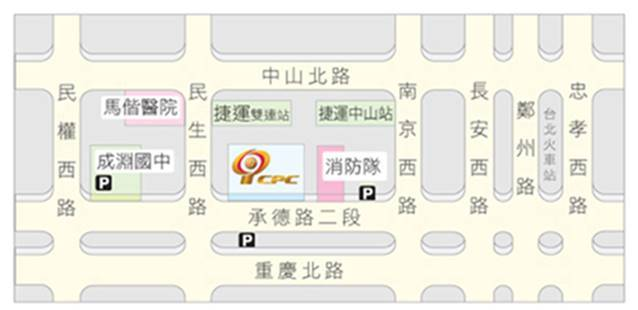 中山北路
民權西路
馬偕醫院
民生西路
捷運雙連站
捷運中山站
南京西路
長安西路
鄭州路
台北火車站
忠孝西路
成淵國中
P
CPC
消防隊
P
承德路二段
P
重慶北路